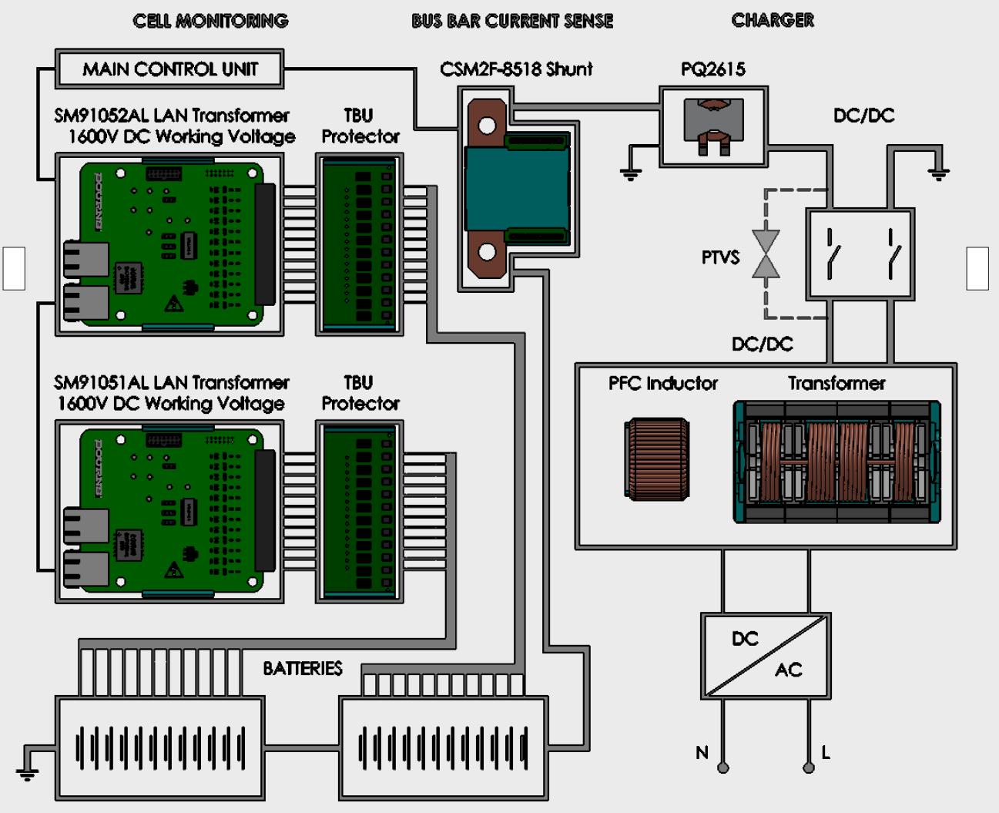 CELL MONITORING
BUS BAR CURRENT SENSE
CHARGER
MAIN CONTROL UNIT
CSM2F-8518 Shunt
PQ2615
SM91052AL LAN Transformer
1600V DC Working Voltage
TBU
Protector
DC/DC
BOURNS
PTVS
DC/DC
SM91051AL LAN Transformer
1600V DC Working Voltage
TBU
Protector
PFC Inductor
Transformer
BOURNS
DC
AC
BATTERIES
N
L